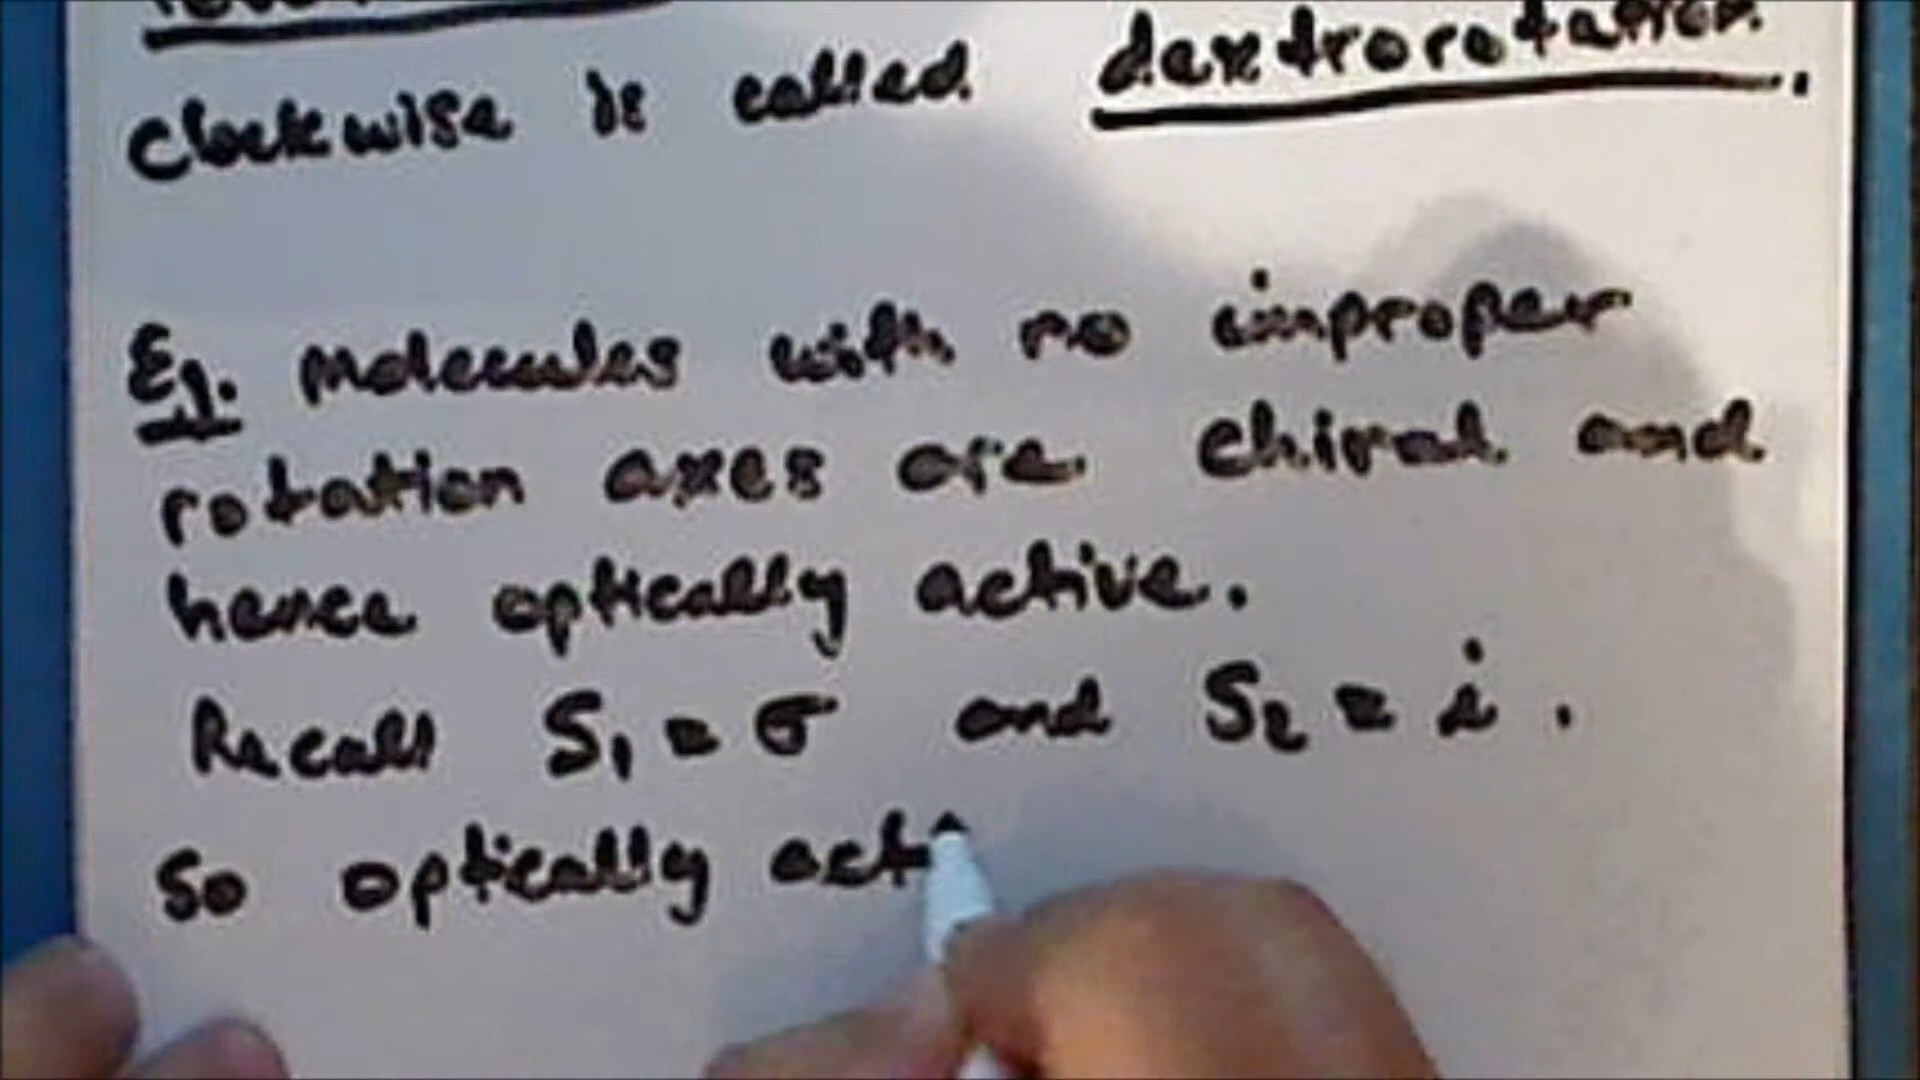 clockwise is called dextrorotation.
Eg. Molecules with no improper
rotation axes are chiral and
hence optically active.
Recall S₁ = σ and S₂ = i.
So optically act